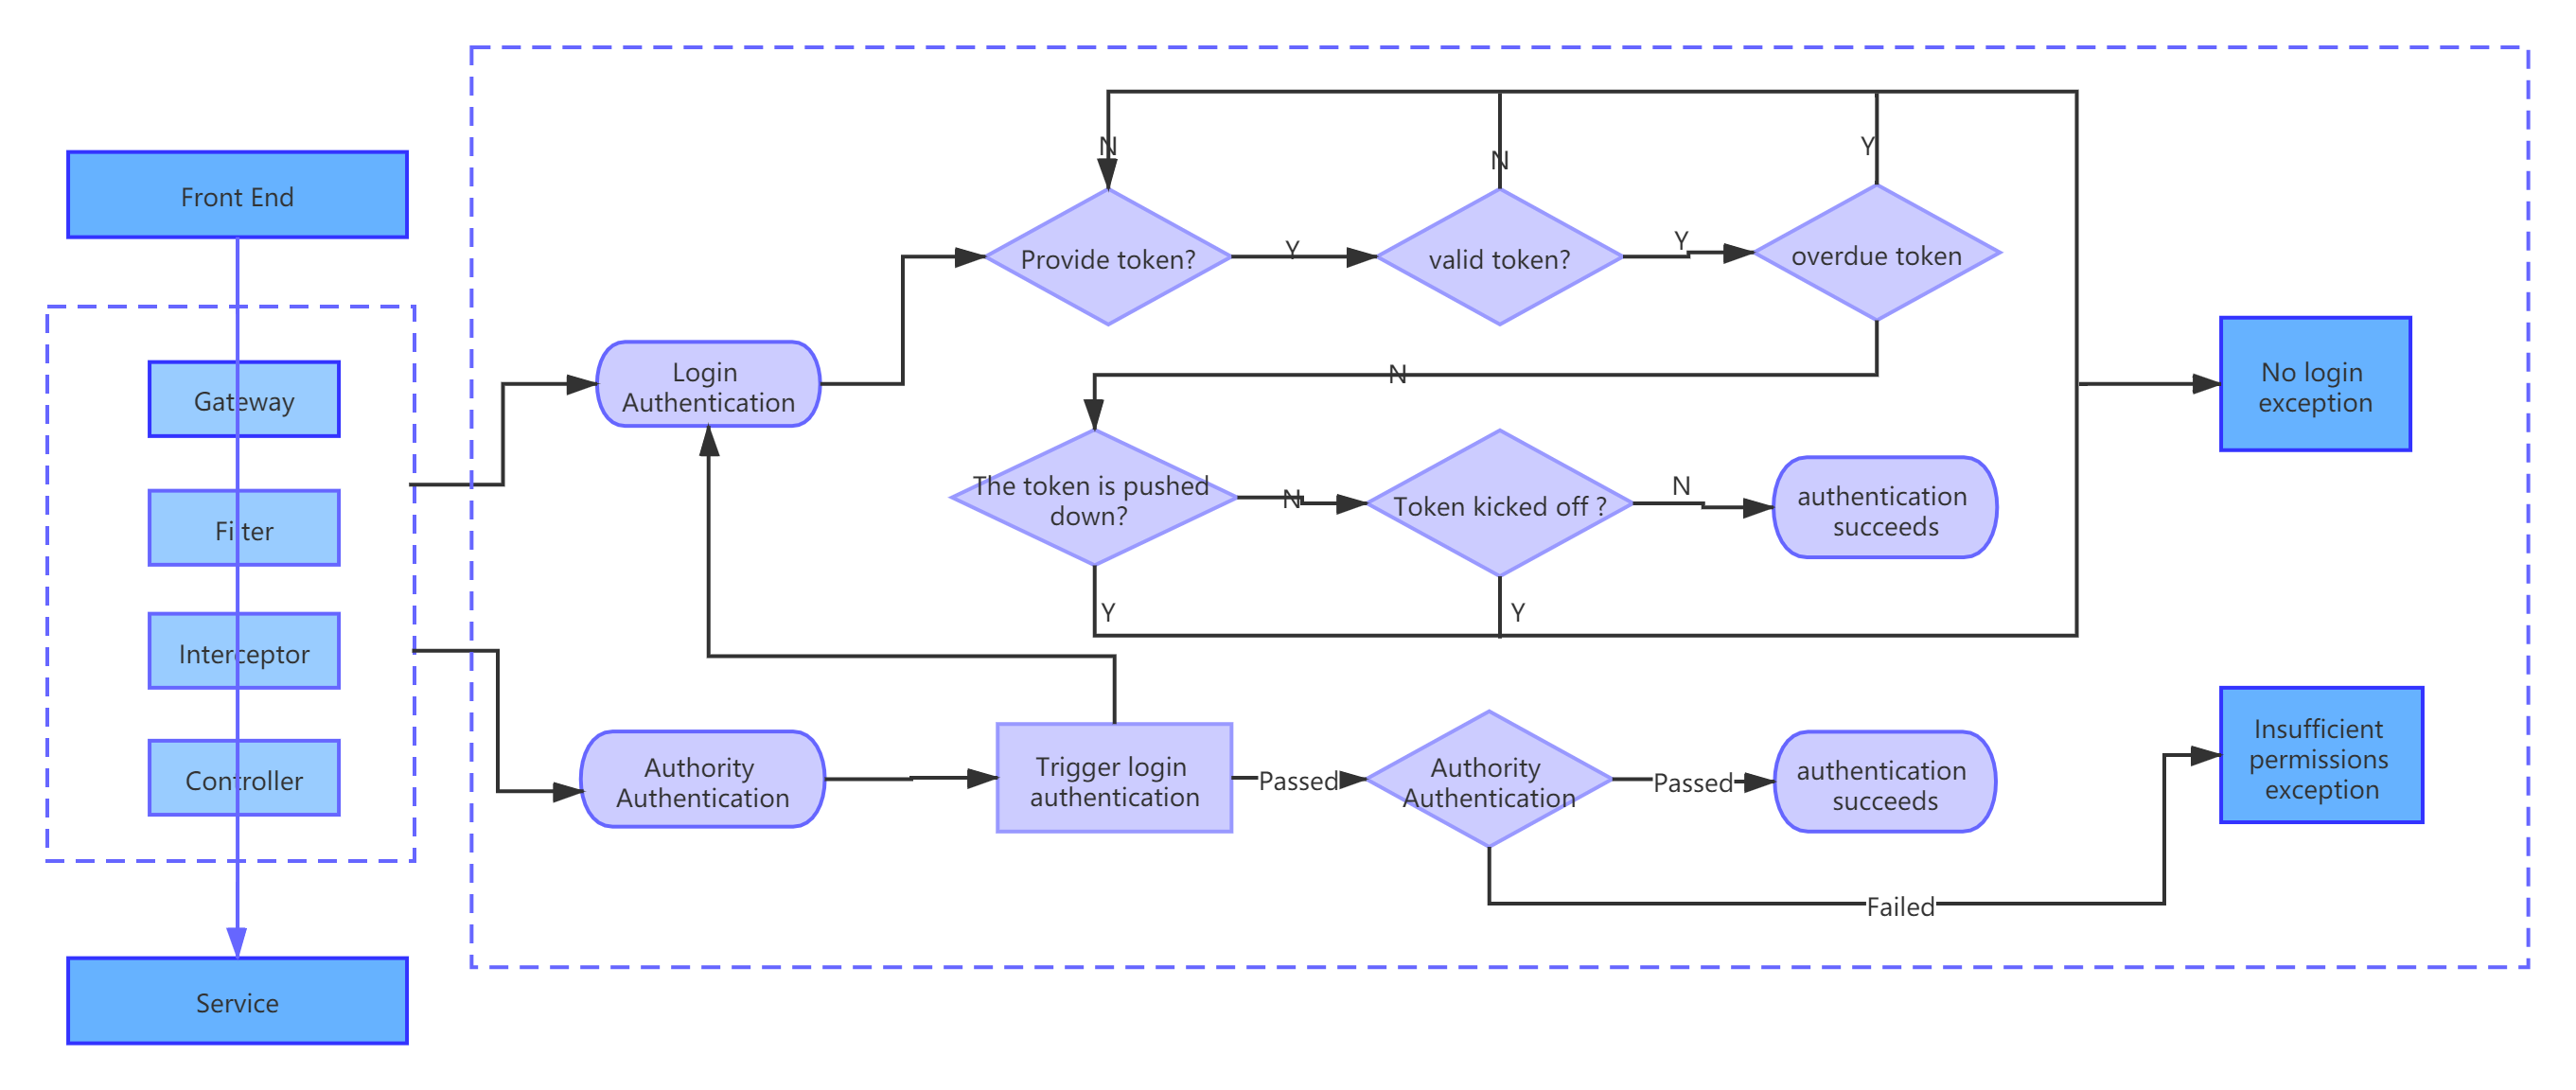 Front End
Gateway
Filter
Interceptor
Controller
Service
Login
Authentication
N
Provide token?
Y
N
valid token?
Y
Y
overdue token
N
The token is pushed
down?
N
Token kicked off ?
N
authentication
succeeds
Y
Y
No login
exception
Authority
Authentication
Trigger login
authentication
Passed
Authority
Authentication
Passed
authentication
succeeds
Failed
Insufficient
permissions
exception